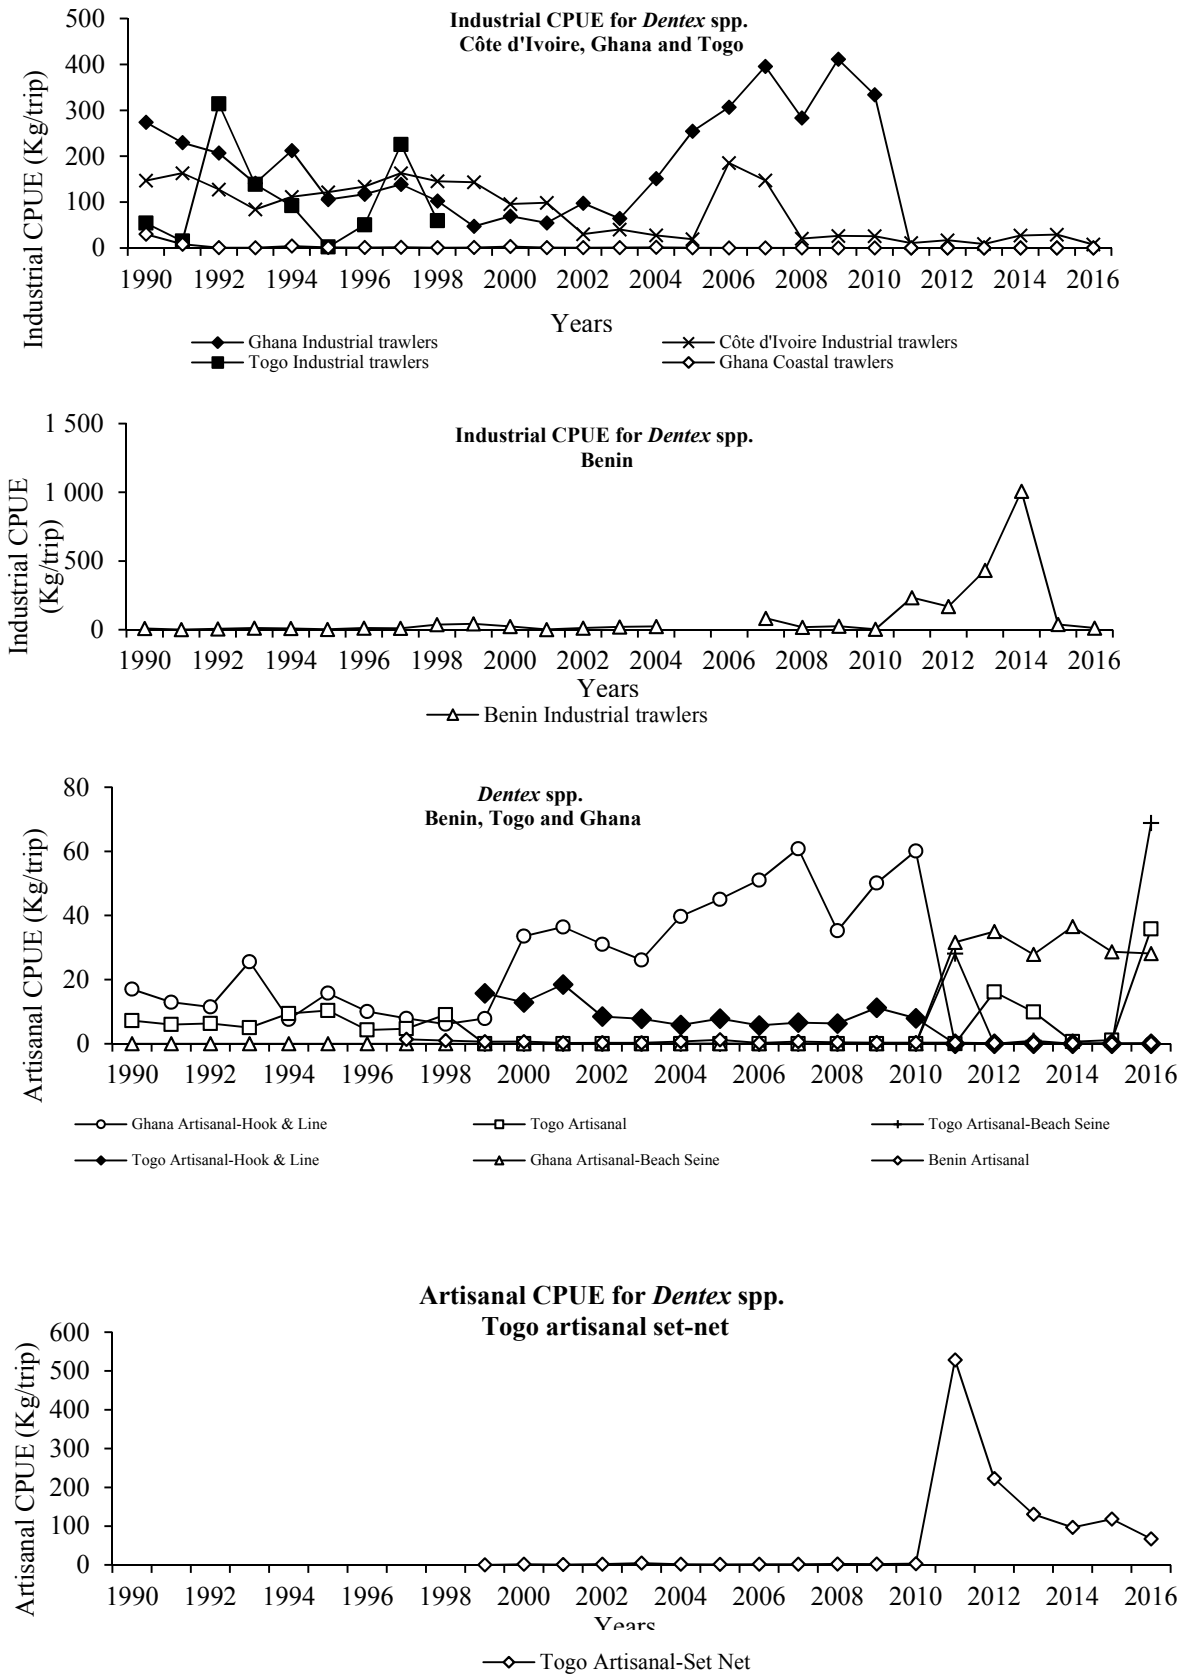 Industrial CPUE for Dentex spp.
Côte d'Ivoire, Ghana and Togo
Industrial CPUE (Kg/trip)
500
400
300
200
100
0
1990 1992 1994 1996 1998 2000 2002 2004 2006 2008 2010 2012 2014 2016
Years
Ghana Industrial trawlers
Côte d'Ivoire Industrial trawlers
Togo Industrial trawlers
Ghana Coastal trawlers
Industrial CPUE for Dentex spp.
Benin
Industrial CPUE
(Kg/trip)
1 500
1 000
500
0
1990 1992 1994 1996 1998 2000 2002 2004 2006 2008 2010 2012 2014 2016
Years
Benin Industrial trawlers
Dentex spp.
Benin, Togo and Ghana
Artisanal CPUE (Kg/trip)
80
60
40
20
0
1990 1992 1994 1996 1998 2000 2002 2004 2006 2008 2010 2012 2014 2016
Ghana Artisanal-Hook & Line
Togo Artisanal
Togo Artisanal-Beach Seine
Togo Artisanal-Hook & Line
Ghana Artisanal-Beach Seine
Benin Artisanal
Artisanal CPUE for Dentex spp.
Togo artisanal set-net
Artisanal CPUE (Kg/trip)
600
500
400
300
200
100
0
1990 1992 1994 1996 1998 2000 2002 2004 2006 2008 2010 2012 2014 2016
Years
Togo Artisanal-Set Net